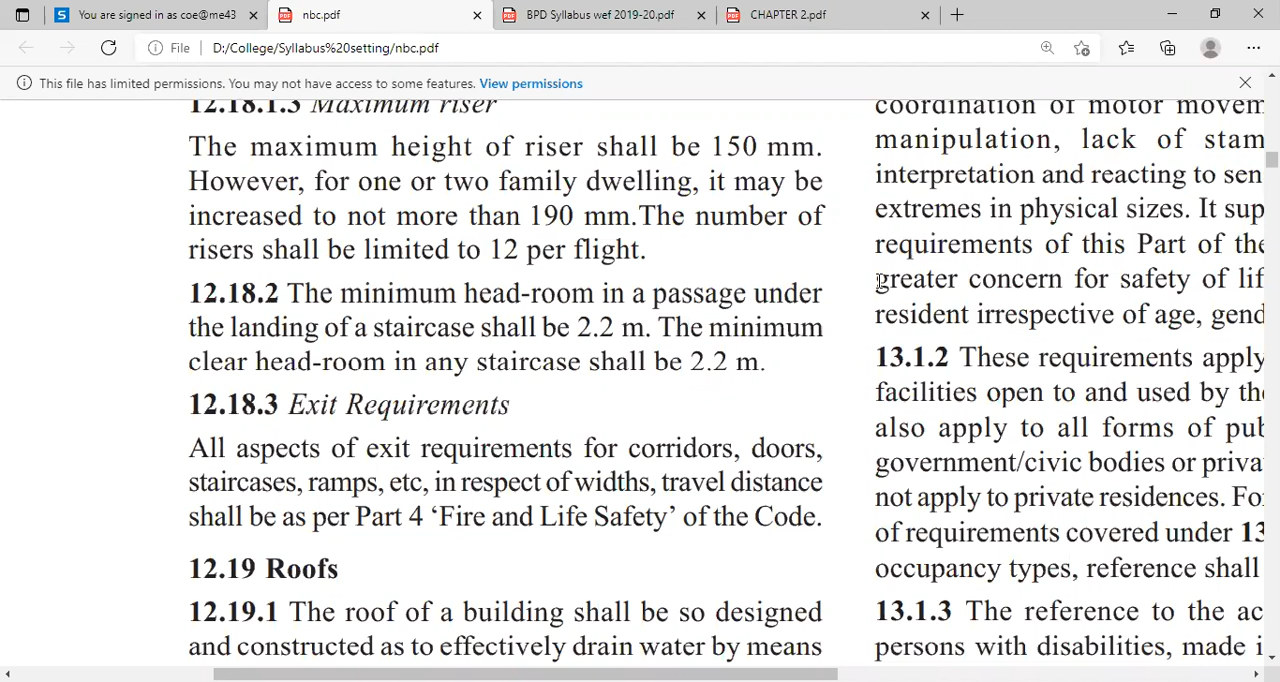 You are signed in as coe@me43
nbc.pdf
BPD Syllabus wef 2019-20.pdf
CHAPTER 2.pdf
File
D:/College/Syllabus%20setting/nbc.pdf
This file has limited permissions. You may not have access to some features. View permissions
12.18.1.3 Maximum riser
The maximum height of riser shall be 150 mm.
However, for one or two family dwelling, it may be
increased to not more than 190 mm.The number of
risers shall be limited to 12 per flight.
12.18.2 The minimum head-room in a passage under
the landing of a staircase shall be 2.2 m. The minimum
clear head-room in any staircase shall be 2.2 m.
12.18.3 Exit Requirements
All aspects of exit requirements for corridors, doors,
staircases, ramps, etc, in respect of widths, travel distance
shall be as per Part 4 ‘Fire and Life Safety’ of the Code.
12.19 Roofs
12.19.1 The roof of a building shall be so designed
and constructed as to effectively drain water by means
coordination of motor movem
manipulation, lack of stam
interpretation and reacting to sen
extremes in physical sizes. It sup
requirements of this Part of the
greater concern for safety of lif
resident irrespective of age, gend
13.1.2 These requirements apply
facilities open to and used by the
also apply to all forms of pub
government/civic bodies or priva
not apply to private residences. Fo
of requirements covered under 13
occupancy types, reference shall
13.1.3 The reference to the ac
persons with disabilities, made i